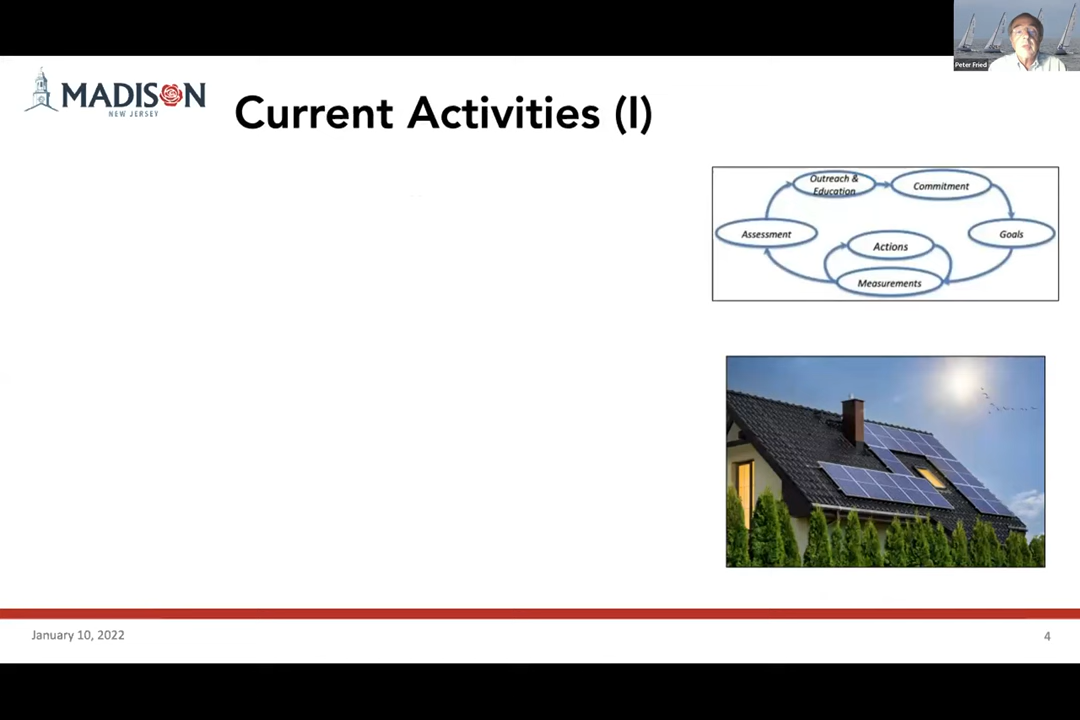 Peter Fried
MADISON
NEW JERSEY
Current Activities (I)
Outreach &
Education
Commitment
Assessment
Goals
Actions
Measurements
January 10, 2022
4